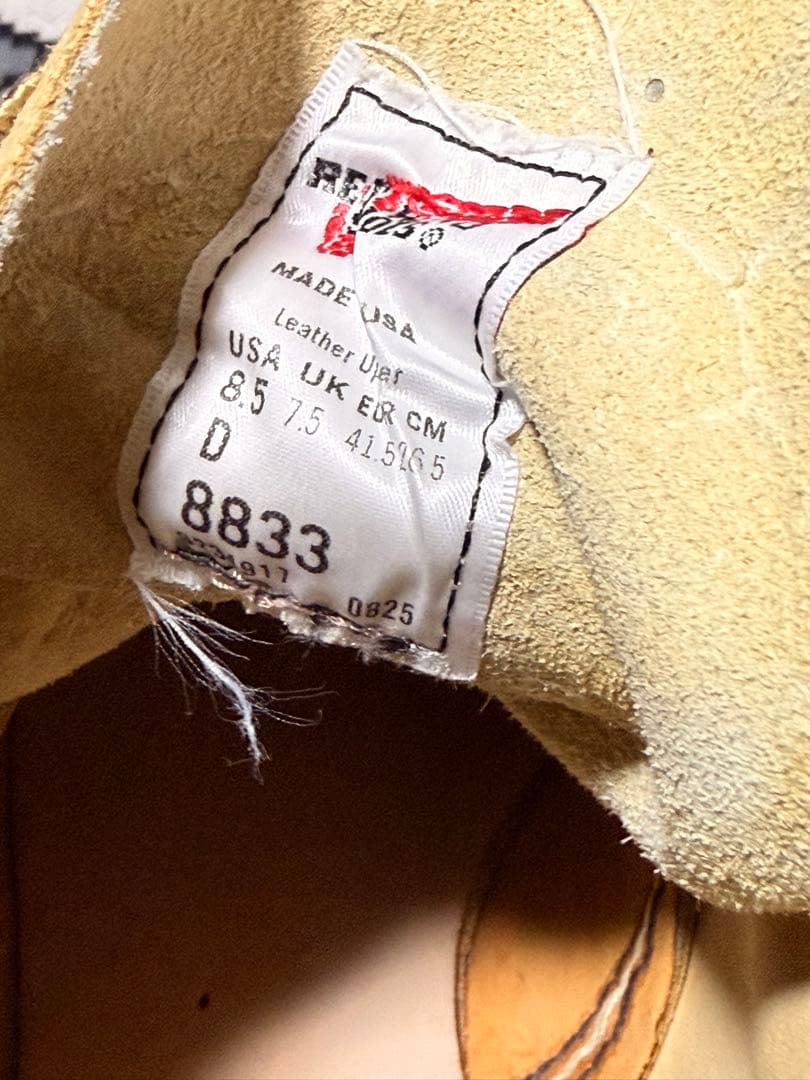 MADE USA
Leather Uper
USA UK EUR CM
8.5 7.5 41.5 26.5
D
8833
0825